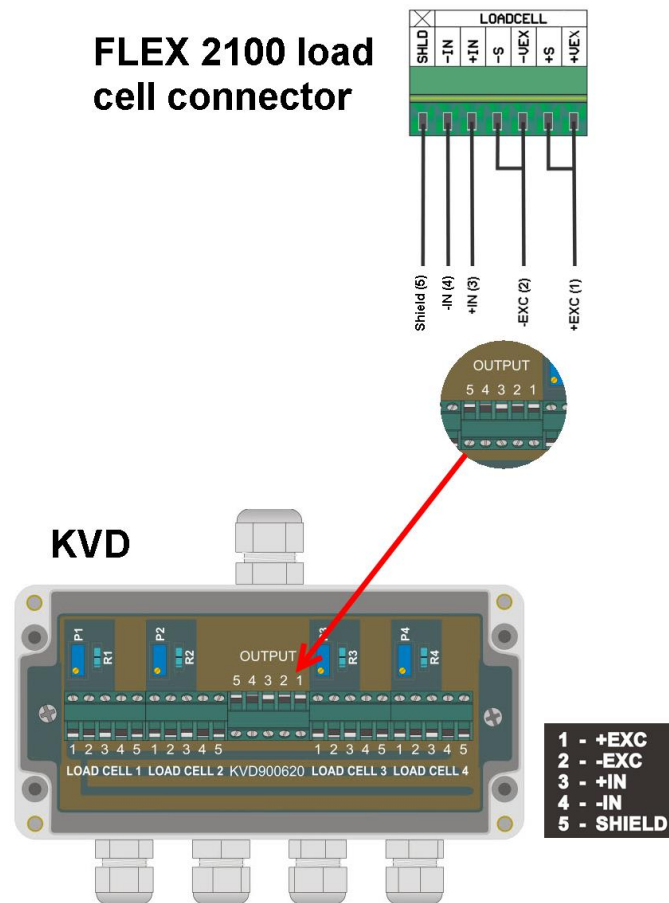 FLEX 2100 load
cell connector
LOADCELL
SHLD
-IN
+IN
-S
-VEX
+S
+VEX
Shield (5)
-IN (4)
+IN (3)
-EXC (2)
+EXC (1)
OUTPUT
5 4 3 2 1
KVD
P1
R1
P2
R2
OUTPUT
5 4 3 2 1
R3
P4
R4
1 2 3 4 5
1 2 3 4 5
1 2 3 4 5
1 2 3 4 5
LOAD CELL 1
LOAD CELL 2
KVD900620
LOAD CELL 3
LOAD CELL 4
1 - +EXC
2 - -EXC
3 - +IN
4 - -IN
5 - SHIELD